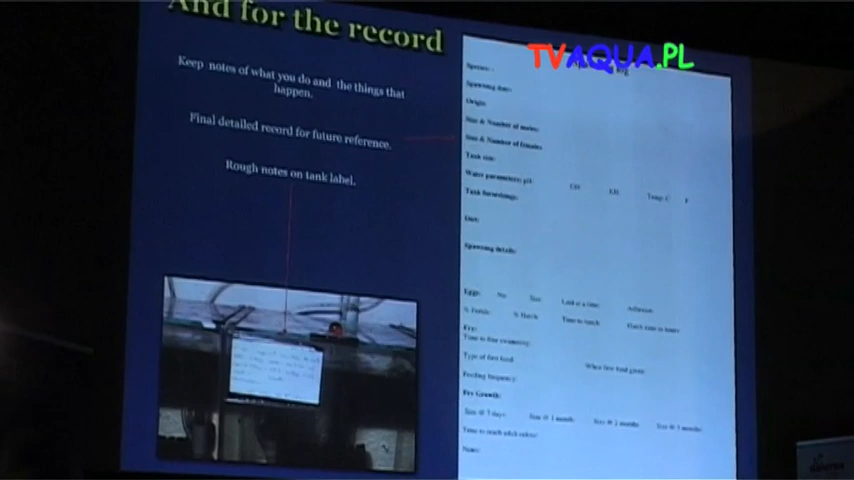 And for the record
TVAQUA.PL
Keep notes of what you do and the things that
happen.
Final detailed record for future reference.
Rough notes on tank label.
Species:
Spawning date:
Origin:
Size & Number of males:
Size & Number of females
Tank size:
Water parameters: pH GH KH Temp: C F
Tank furnishings:
Diet:
Spawning details:
Eggs: No Size Laid at a time: Adhesion:
% Fertile: % Hatch: Time to hatch:
Fry:
Time to free swimming:
Type of first food When first food given:
Feeding frequency:
Fry Growth:
Size @ 7 days: Size @ 1 month: Size @ 2 months: Size @ 3 months:
Time to reach adult colour:
Notes: